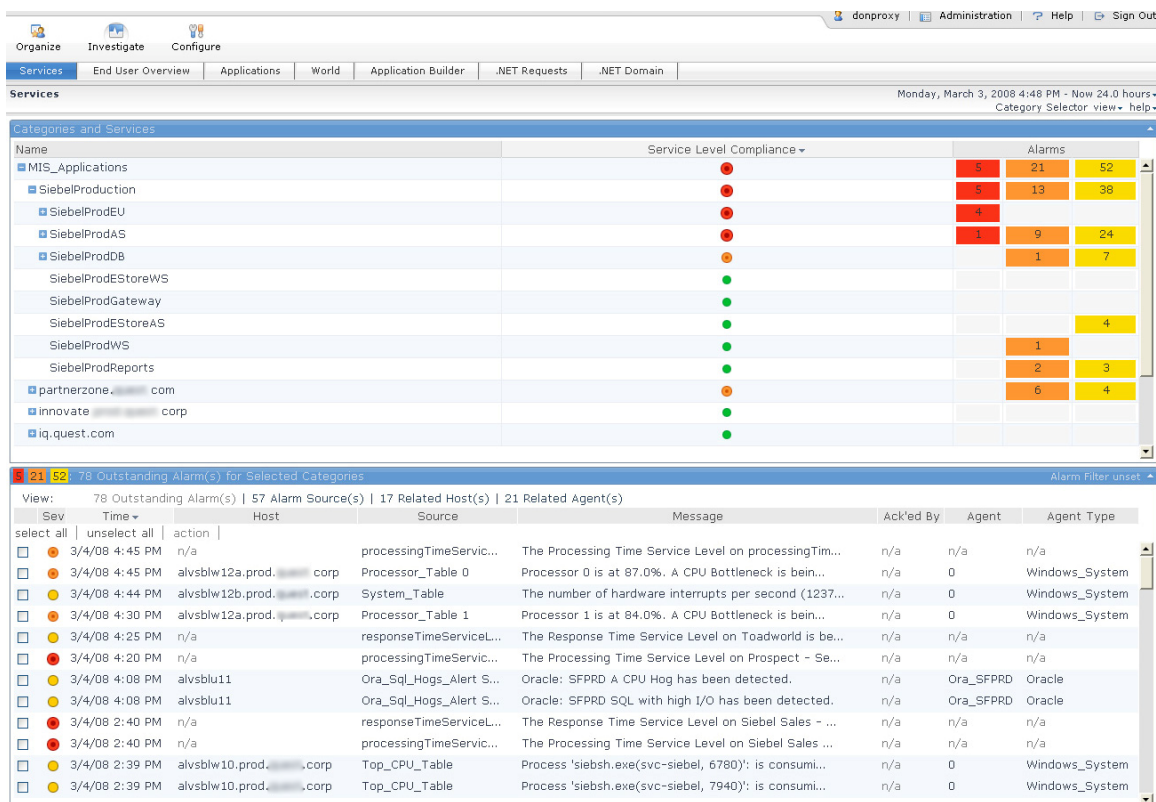 donproxy | Administration | Help | Sign Out
Organize Investigate Configure
Services End User Overview Applications World Application Builder .NET Requests .NET Domain
Services Monday, March 3, 2008 4:48 PM - Now 24.0 hours
Category Selector view help
Categories and Services
Name Service Level Compliance Alarms
MIS_Applications 5 21 52
SiebelProduction 5 13 38
SiebelProdEU 4
SiebelProdAS 1 9 24
SiebelProdDB 1 7
SiebelProdEStoreWS
SiebelProdGateway
SiebelProdEStoreAS 4
SiebelProdWS 1
SiebelProdReports 2 3
partnerzone. com 6 4
innovate corp
iq.quest.com
5 21 52 : 78 Outstanding Alarm(s) for Selected Categories Alarm Filter unset
View: 78 Outstanding Alarm(s) | 57 Alarm Source(s) | 17 Related Host(s) | 21 Related Agent(s)
Sev Time Host Source Message Ack'ed By Agent Agent Type
select all | unselect all | action |
3/4/08 4:45 PM n/a processingTimeServic... The Processing Time Service Level on processingTim... n/a n/a n/a
3/4/08 4:45 PM alvsblw12a.prod. corp Processor_Table 0 Processor 0 is at 87.0%. A CPU Bottleneck is bein... n/a 0 Windows_System
3/4/08 4:44 PM alvsblw12b.prod. .corp System_Table The number of hardware interrupts per second (1237... n/a 0 Windows_System
3/4/08 4:30 PM alvsblw12a.prod. .corp Processor_Table 1 Processor 1 is at 84.0%. A CPU Bottleneck is bein... n/a 0 Windows_System
3/4/08 4:25 PM n/a responseTimeServiceL... The Response Time Service Level on Toadworld is be... n/a n/a n/a
3/4/08 4:20 PM n/a processingTimeServic... The Processing Time Service Level on Prospect - Se... n/a n/a n/a
3/4/08 4:08 PM alvsblu11 Ora_Sql_Hogs_Alert S... Oracle: SFPRD A CPU Hog has been detected. n/a Ora_SFPRD Oracle
3/4/08 4:08 PM alvsblu11 Ora_Sql_Hogs_Alert S... Oracle: SFPRD SQL with high I/O has been detected. n/a Ora_SFPRD Oracle
3/4/08 2:40 PM n/a responseTimeServiceL... The Response Time Service Level on Siebel Sales - ... n/a n/a n/a
3/4/08 2:40 PM n/a processingTimeServic... The Processing Time Service Level on Siebel Sales ... n/a n/a n/a
3/4/08 2:39 PM alvsblw10.prod. .corp Top_CPU_Table Process 'siebsh.exe(svc-siebel, 6780)': is consumi... n/a 0 Windows_System
3/4/08 2:39 PM alvsblw10.prod. .corp Top_CPU_Table Process 'siebsh.exe(svc-siebel, 7940)': is consumi... n/a 0 Windows_System